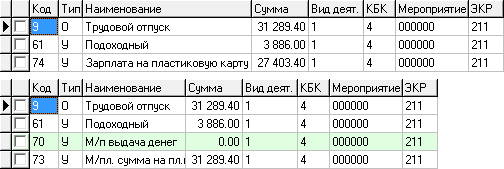 Код Тип Наименование Сумма Вид деят. КБК Мероприятие ЭКР
9 О Трудовой отпуск 31 289.40 1 4 000000 211
61 У Подоходный 3 886.00 1 4 000000 211
74 У Зарплата на пластиковую карту 27 403.40 1 4 000000 211
Код Тип Наименование Сумма Вид деят. КБК Мероприятие ЭКР
9 О Трудовой отпуск 31 289.40 1 4 000000 211
61 У Подоходный 3 886.00 1 4 000000 211
70 У М/п выдача денег 0.00 1 4 000000 211
73 У М/пл. сумма на пл.к 31 289.40 1 4 000000 211